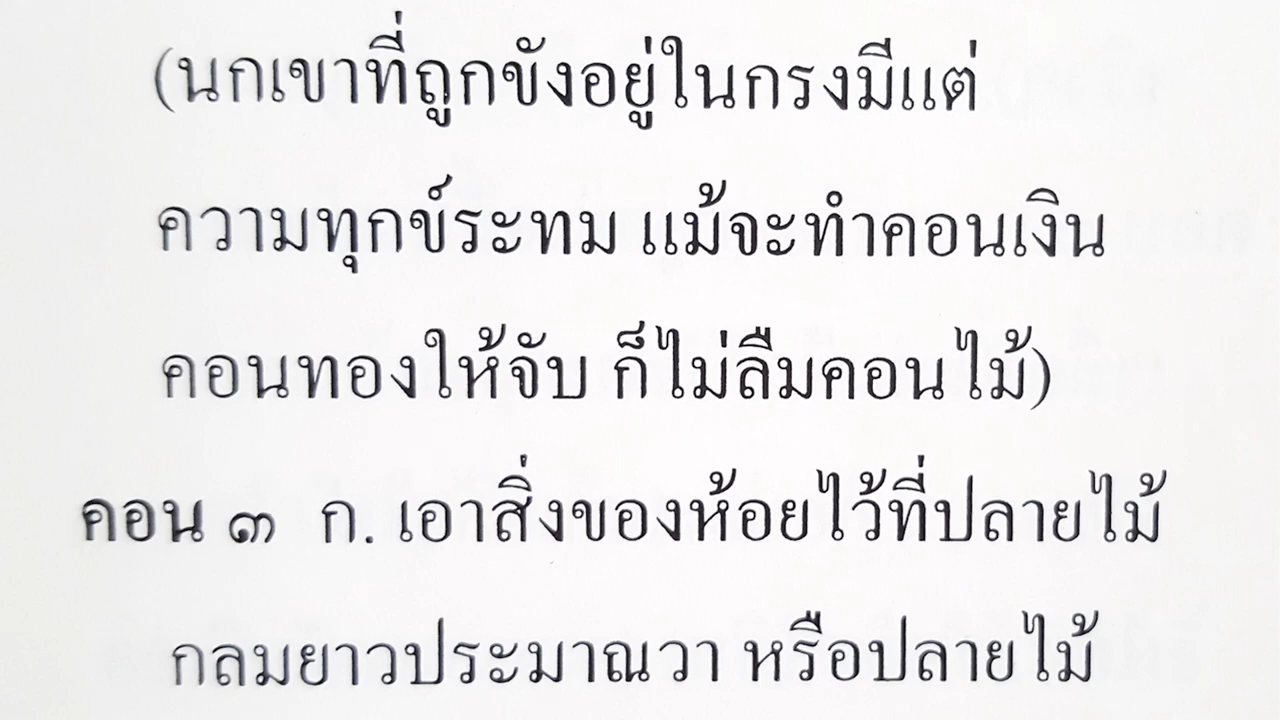 (นกเขาที่ถูกขังอยู่ในกรงมีแต่
ความทุกข์ระทม แม้จะทำคอนเงิน
คอนทองให้จับ ก็ไม่ลืมคอนไม้)
คอน ๓ ก. เอาสิ่งของห้อยไว้ที่ปลายไม้
กลมยาวประมาณวา หรือปลายไม้